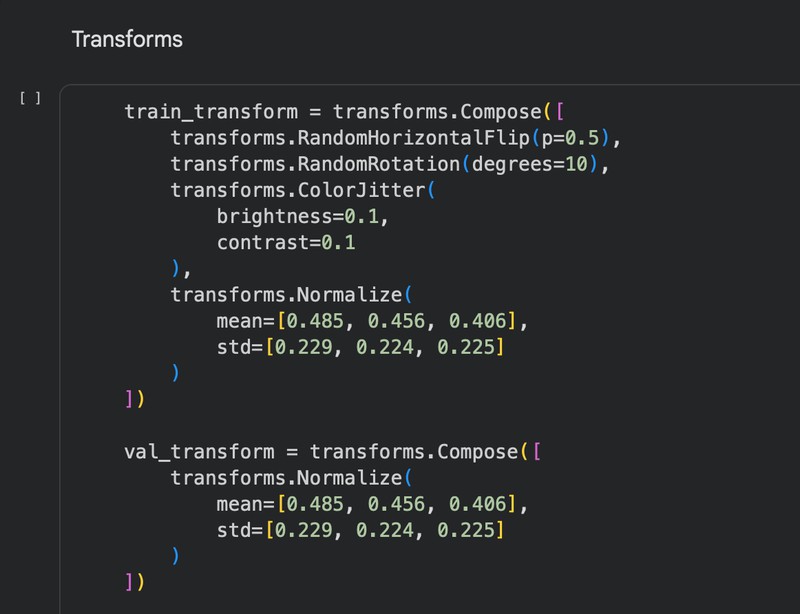 Transforms
[ ]
train_transform = transforms.Compose([
    transforms.RandomHorizontalFlip(p=0.5),
    transforms.RandomRotation(degrees=10),
    transforms.ColorJitter(
        brightness=0.1,
        contrast=0.1
    ),
    transforms.Normalize(
        mean=[0.485, 0.456, 0.406],
        std=[0.229, 0.224, 0.225]
    )
])

val_transform = transforms.Compose([
    transforms.Normalize(
        mean=[0.485, 0.456, 0.406],
        std=[0.229, 0.224, 0.225]
    )
])